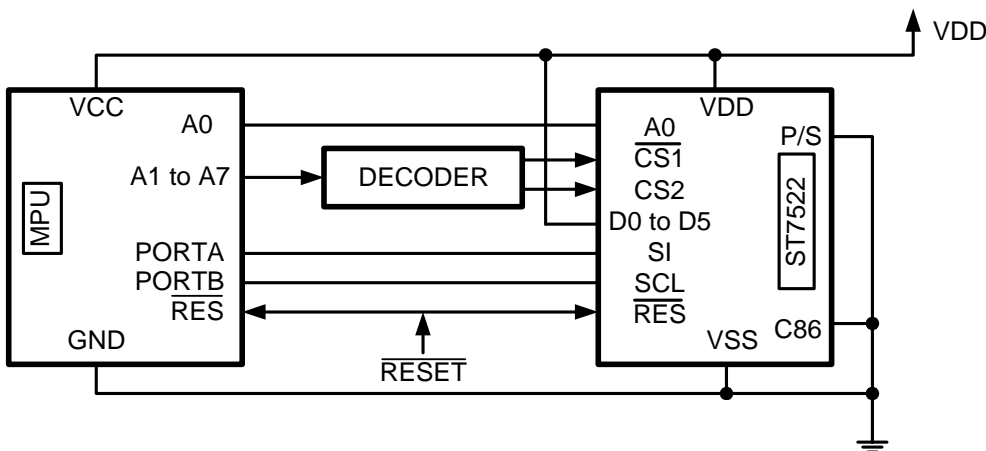 VDD
VCC
A0
A1 to A7
MPU
PORTA
PORTB
RES
GND
DECODER
RESET
VDD
A0
CS1
CS2
D0 to D5
SI
SCL
RES
VSS
P/S
ST7522
C86